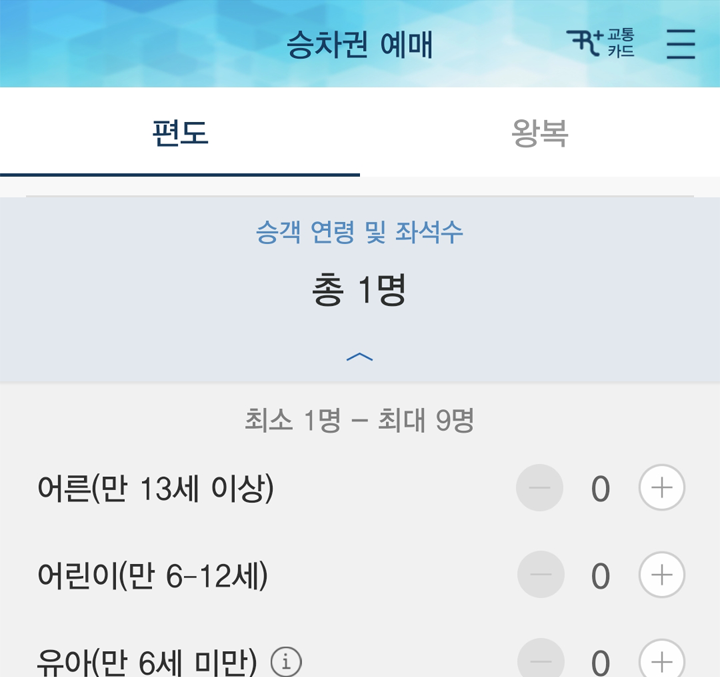 승차권 예매
R+ 교통
카드
편도
왕복
승객 연령 및 좌석수
총 1명
최소 1명 – 최대 9명
어른(만 13세 이상)
0
어린이(만 6-12세)
0
유아(만 6세 미만)
0